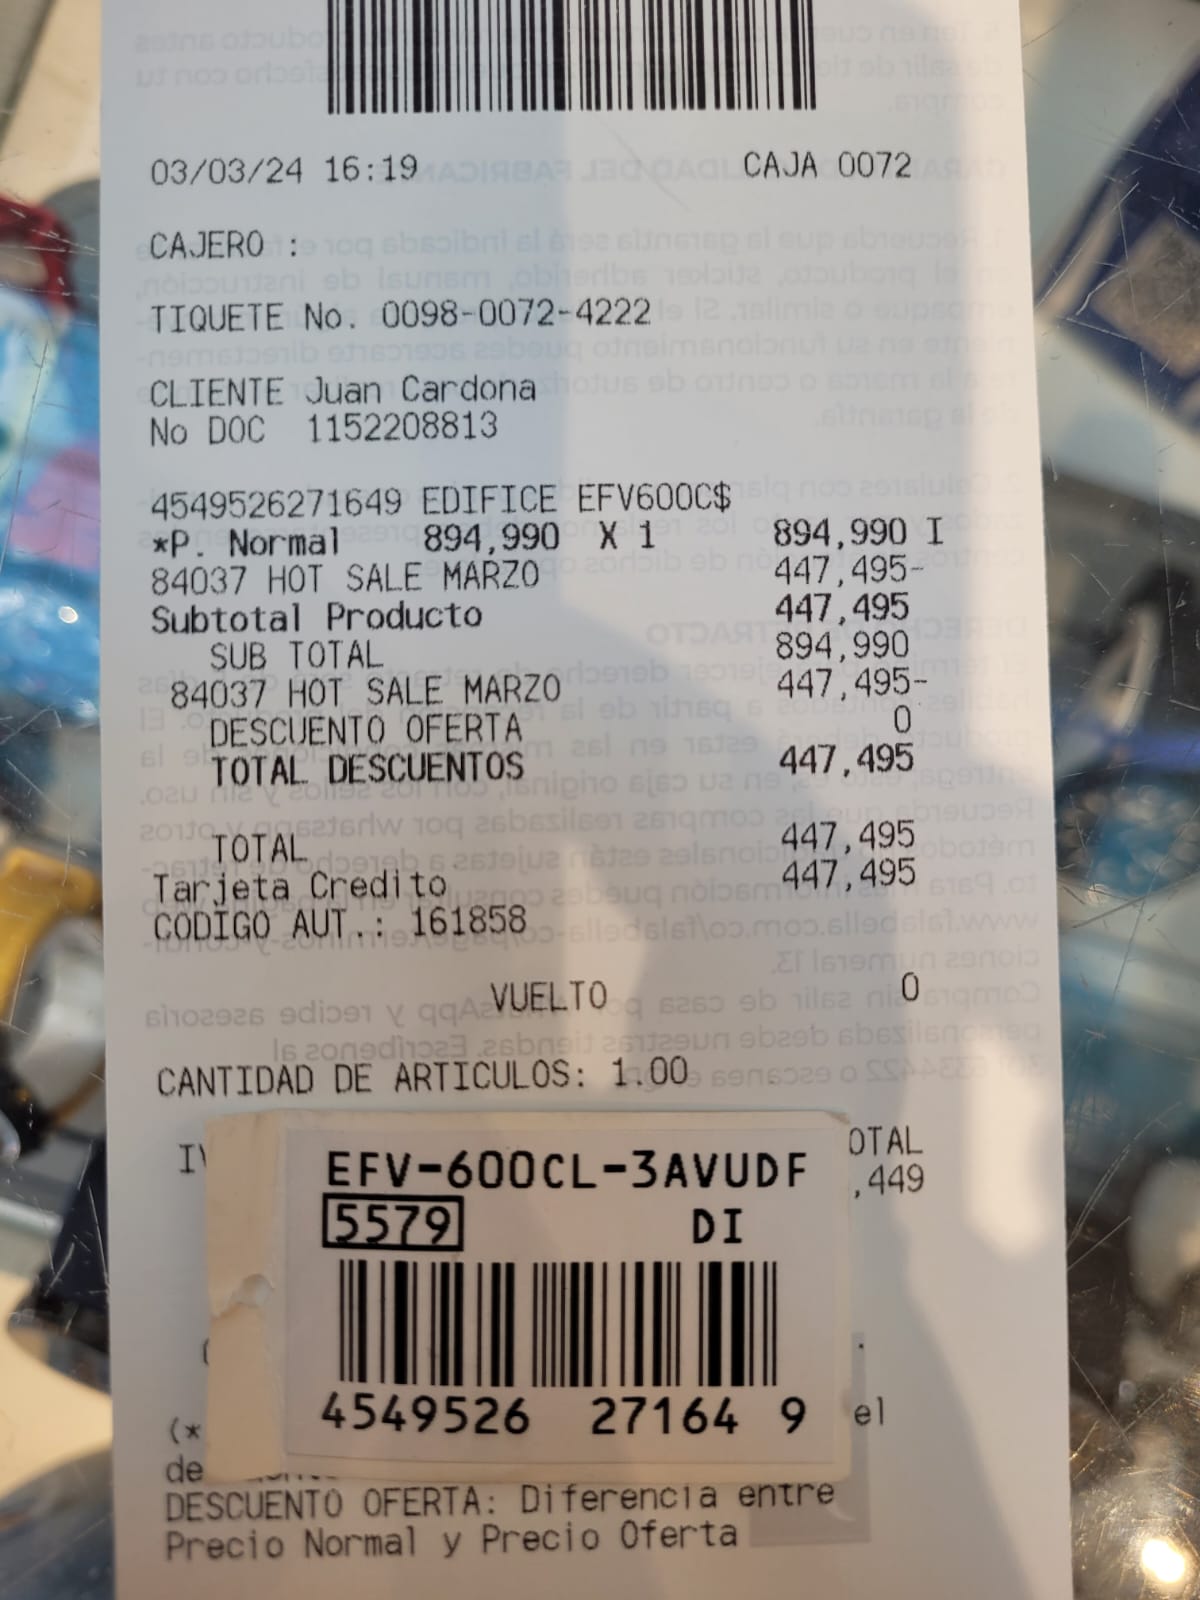 03/03/24 16:19 CAJA 0072
CAJERO :
TIQUETE No. 0098-0072-4222
CLIENTE Juan Cardona
No DOC 1152208813
4549526271649 EDIFICE EFV600C$
*P. Normal 894,990 X 1 894,990 I
84037 HOT SALE MARZO 447,495-
Subtotal Producto 447,495
SUB TOTAL 894,990
84037 HOT SALE MARZO 447,495-
DESCUENTO OFERTA 0
TOTAL DESCUENTOS 447,495
TOTAL 447,495
Tarjeta Credito 447,495
CODIGO AUT.: 161858
VUELTO 0
CANTIDAD DE ARTICULOS: 1.00
OTAL
,449
EFV-600CL-3AVUDF
5579 DI
4549526 27164 9
(* el
de
DESCUENTO OFERTA: Diferencia entre
Precio Normal y Precio Oferta